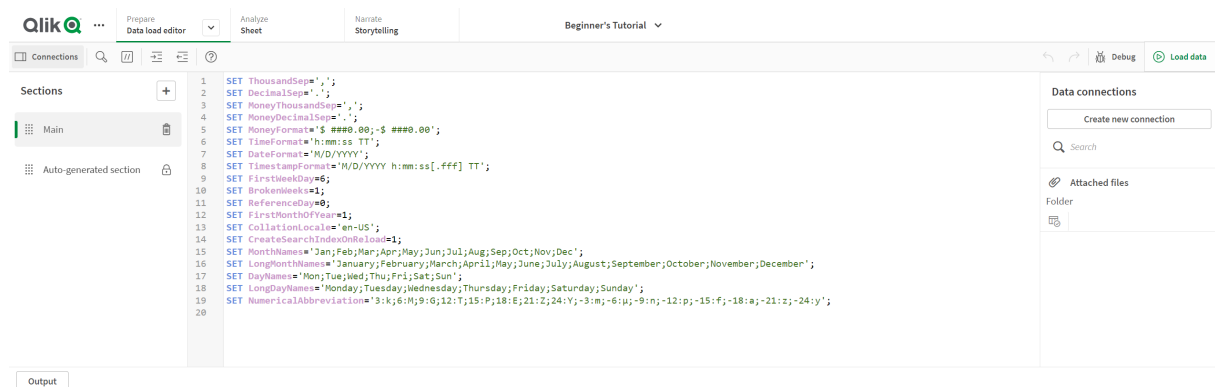 Qlik
Prepare
Data load editor
Analyze
Sheet
Narrate
Storytelling
Beginner's Tutorial
Connections
Debug
Load data
Sections
Main
Auto-generated section
1 SET ThousandSep=',';
2 SET DecimalSep='.';
3 SET MoneyThousandSep=',';
4 SET MoneyDecimalSep='.';
5 SET MoneyFormat='$ ###0.00;-$ ###0.00';
6 SET TimeFormat='h:mm:ss TT';
7 SET DateFormat='M/D/YYYY';
8 SET TimestampFormat='M/D/YYYY h:mm:ss[.fff] TT';
9 SET FirstWeekDay=6;
10 SET BrokenWeeks=1;
11 SET ReferenceDay=0;
12 SET FirstMonthOfYear=1;
13 SET CollationLocale='en-US';
14 SET CreateSearchIndexOnReload=1;
15 SET MonthNames='Jan;Feb;Mar;Apr;May;Jun;Jul;Aug;Sep;Oct;Nov;Dec';
16 SET LongMonthNames='January;February;March;April;May;June;July;August;September;October;November;December';
17 SET DayNames='Mon;Tue;Wed;Thu;Fri;Sat;Sun';
18 SET LongDayNames='Monday;Tuesday;Wednesday;Thursday;Friday;Saturday;Sunday';
19 SET NumericalAbbreviation='3:k;6:M;9:G;12:T;15:P;18:E;21:Z;24:Y;-3:m;-6:μ;-9:n;-12:p;-15:f;-18:a;-21:z;-24:y';
20
Data connections
Create new connection
Search
Attached files
Folder
Output